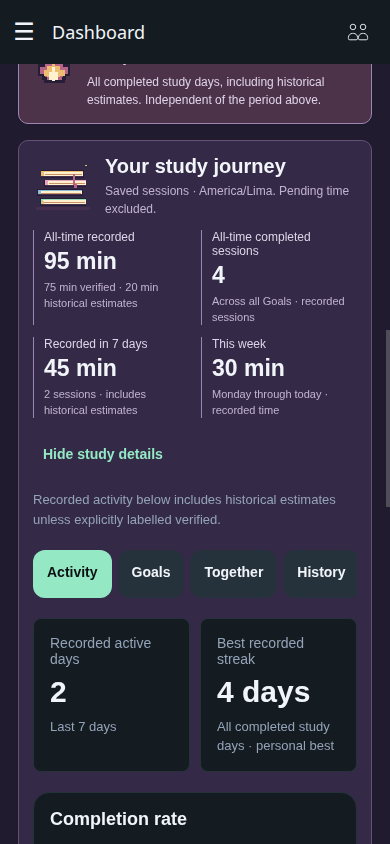 Dashboard
All completed study days, including historical
estimates. Independent of the period above.
Your study journey
Saved sessions · America/Lima. Pending time
excluded.
All-time recorded
95 min
75 min verified · 20 min
historical estimates
All-time completed
sessions
4
Across all Goals · recorded
sessions
Recorded in 7 days
45 min
2 sessions · includes
historical estimates
This week
30 min
Monday through today ·
recorded time
Hide study details
Recorded activity below includes historical estimates
unless explicitly labelled verified.
Activity
Goals
Together
History
Recorded active
days
2
Last 7 days
Best recorded
streak
4 days
All completed study
days · personal best
Completion rate